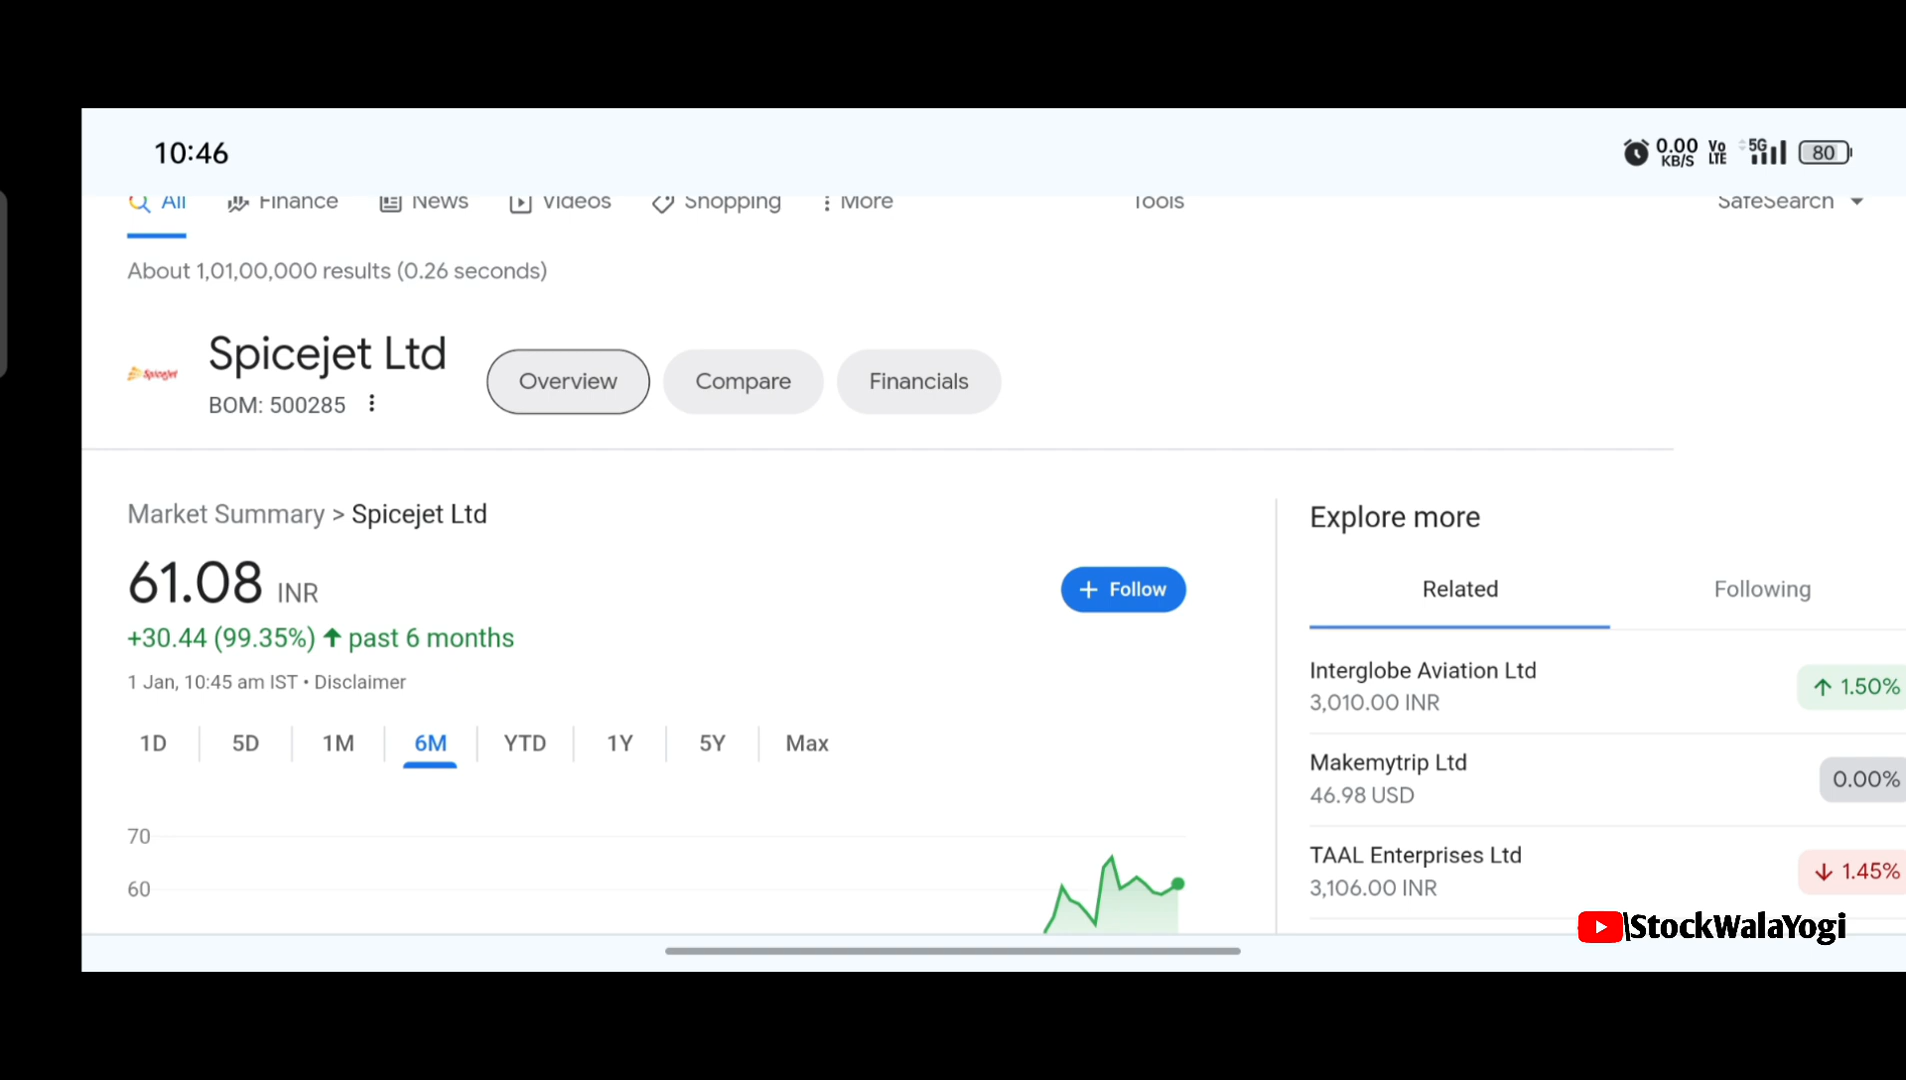 10:46
0.00 KB/S Vo LTE 5G 80
All Finance News Videos Shopping More Tools SafeSearch
About 1,01,00,000 results (0.26 seconds)
Spicejet Ltd
Spicejet
BOM: 500285
Overview Compare Financials
Market Summary > Spicejet Ltd
61.08 INR
+ Follow
+30.44 (99.35%) ↑ past 6 months
1 Jan, 10:45 am IST • Disclaimer
1D 5D 1M 6M YTD 1Y 5Y Max
70
60
Explore more
Related Following
Interglobe Aviation Ltd
3,010.00 INR
↑ 1.50%
Makemytrip Ltd
46.98 USD
0.00%
TAAL Enterprises Ltd
3,106.00 INR
↓ 1.45%
\StockWalaYogi